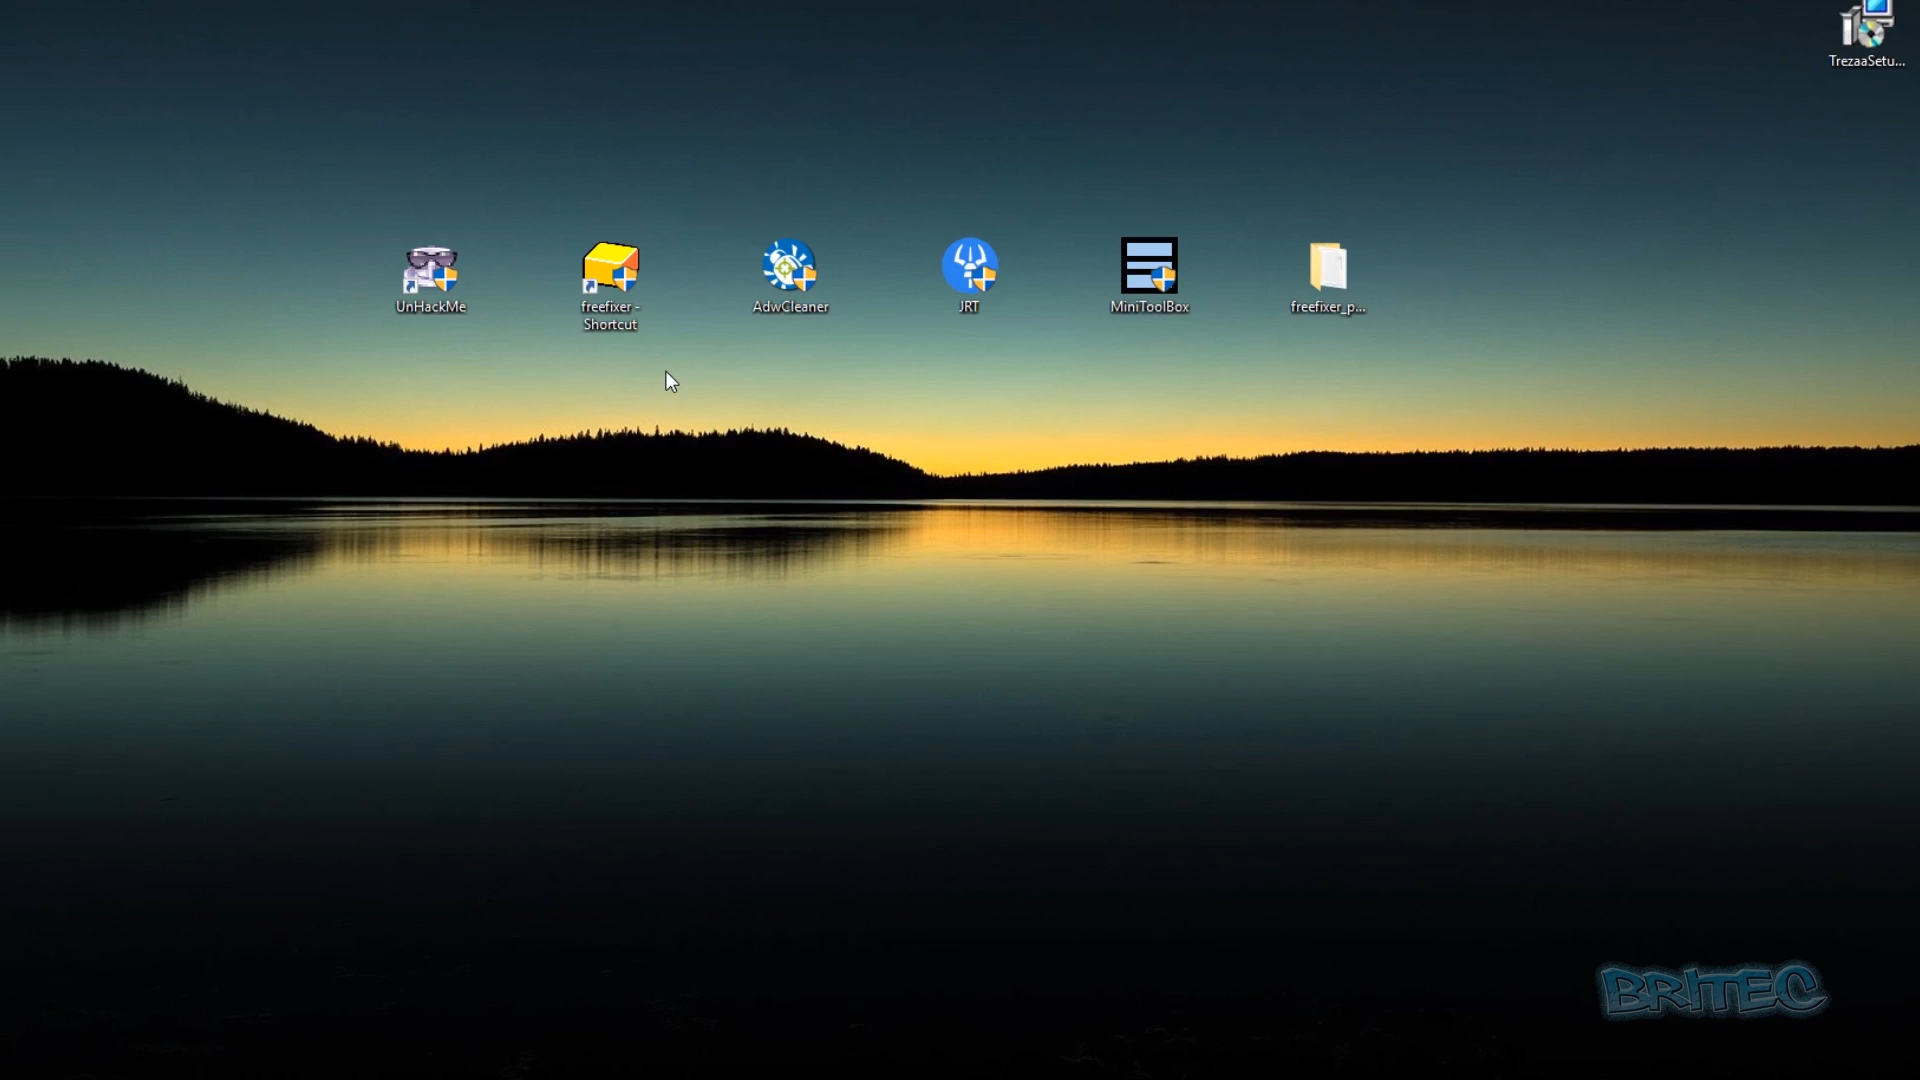 TrezaaSetu...
UnHackMe
freefixer -
Shortcut
AdwCleaner
JRT
MiniToolBox
freefixer_p...
BRITEC